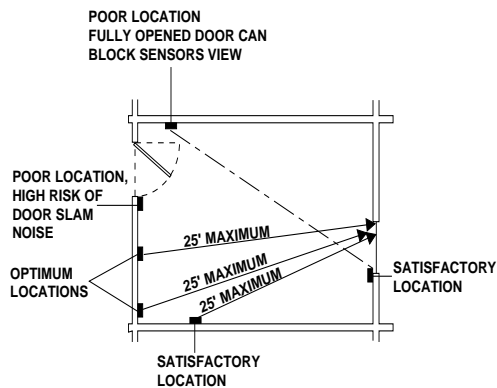 POOR LOCATION
FULLY OPENED DOOR CAN
BLOCK SENSORS VIEW
POOR LOCATION,
HIGH RISK OF
DOOR SLAM
NOISE
25' MAXIMUM
OPTIMUM
LOCATIONS
25' MAXIMUM
25' MAXIMUM
SATISFACTORY
LOCATION
SATISFACTORY
LOCATION